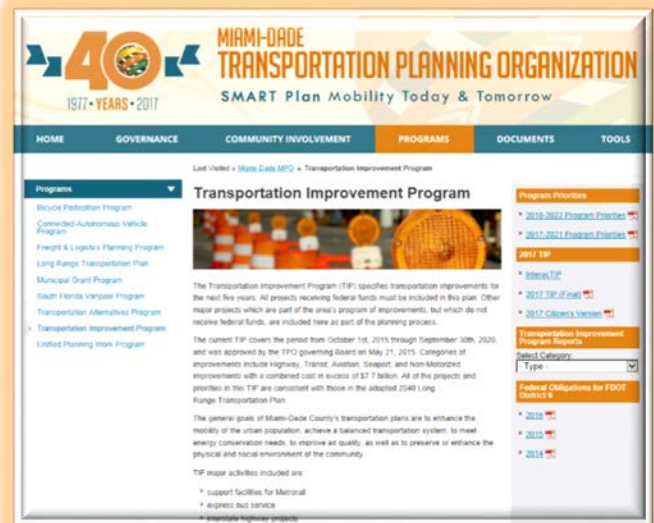 40
1977 • YEARS • 2017
MIAMI-DADE
TRANSPORTATION PLANNING ORGANIZATION
SMART Plan Mobility Today & Tomorrow
HOME GOVERNANCE COMMUNITY INVOLVEMENT PROGRAMS DOCUMENTS TOOLS
Last Visited » Miami-Dade MPO » Transportation Improvement Program
Programs
Bicycle Pedestrian Program
Connected-Autonomous Vehicle
Program
Freight & Logistics Planning Program
Long Range Transportation Plan
Municipal Grant Program
South Florida Vanpool Program
Transportation Alternatives Program
Transportation Improvement Program
Unified Planning Work Program
Transportation Improvement Program
The Transportation Improvement Program (TIP) specifies transportation improvements for
the next five years. All projects receiving federal funds must be included in this plan. Other
major projects which are part of the area's program of improvements, but which do not
receive federal funds, are included here as part of the planning process.
The current TIP covers the period from October 1st, 2015 through September 30th, 2020,
and was approved by the TPO governing Board on May 21, 2015. Categories of
improvements include Highway, Transit, Aviation, Seaport, and Non-Motorized
improvements with a combined cost in excess of $7.7 billion. All of the projects and
priorities in this TIP are consistent with those in the adopted 2040 Long
Range Transportation Plan
The general goals of Miami-Dade County's transportation plans are to enhance the
mobility of the urban population, achieve a balanced transportation system, to meet
energy conservation needs, to improve air quality, as well as to preserve or enhance the
physical and social environment of the community.
TIP major activities included are:
support facilities for Metrorail
express bus service
interstate highway projects
Program Priorities
2018-2022 Program Priorities
2017-2021 Program Priorities
2017 TIP
InteracTIP
2017 TIP (Final)
2017 Citizen's Version
Transportation Improvement
Program Reports
Select Category:
- Type -
Federal Obligations for FDOT
District 6
2016
2015
2014